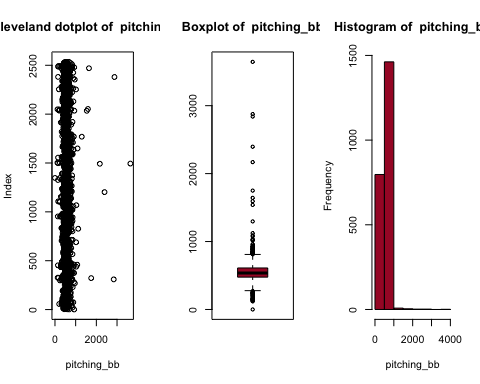 leveland dotplot of pitchin
Boxplot of pitching_bb
Histogram of pitching_b
Index
0
500
1000
1500
2000
2500
0
2000
pitching_bb
0
1000
2000
3000
Frequency
0
500
1000
1500
0
2000
4000
pitching_bb